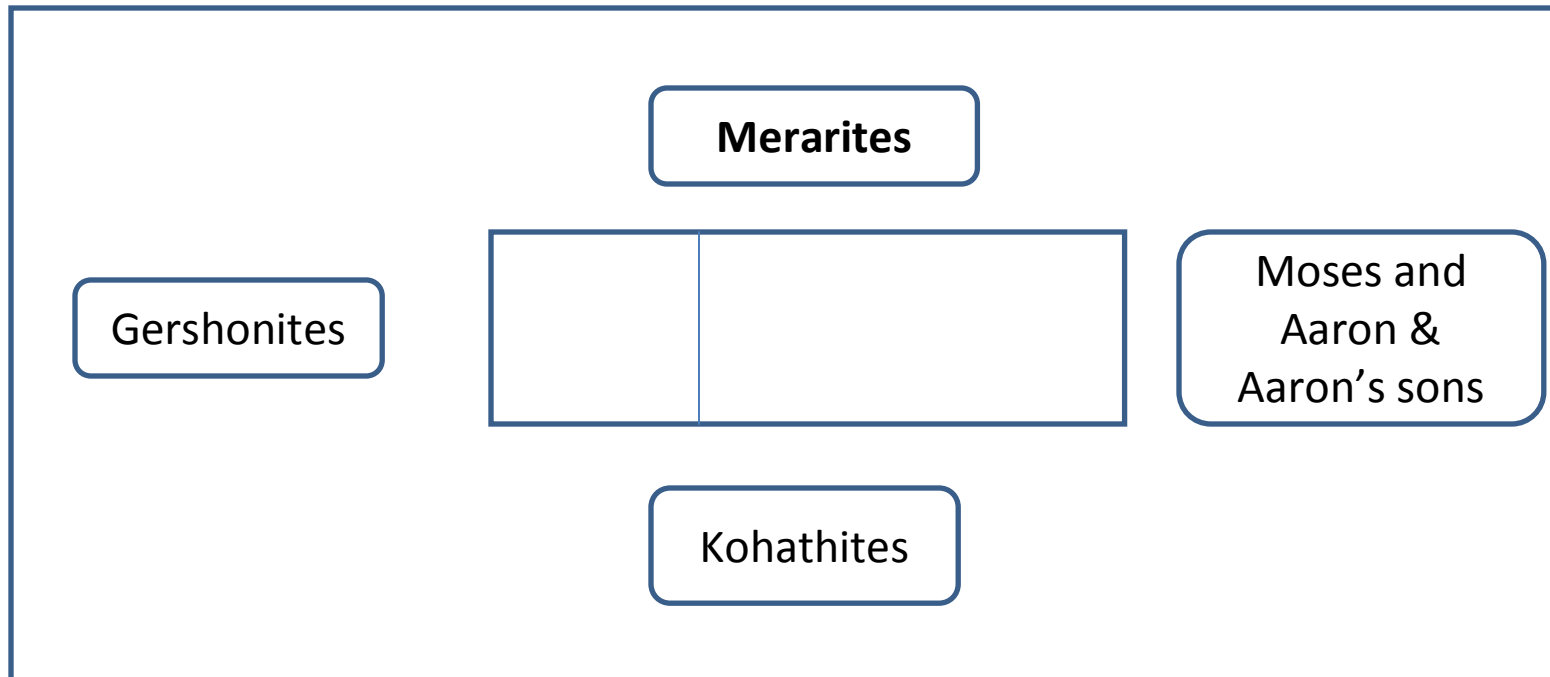 Merarites
Gershonites
Moses and
Aaron &
Aaron’s sons
Kohathites